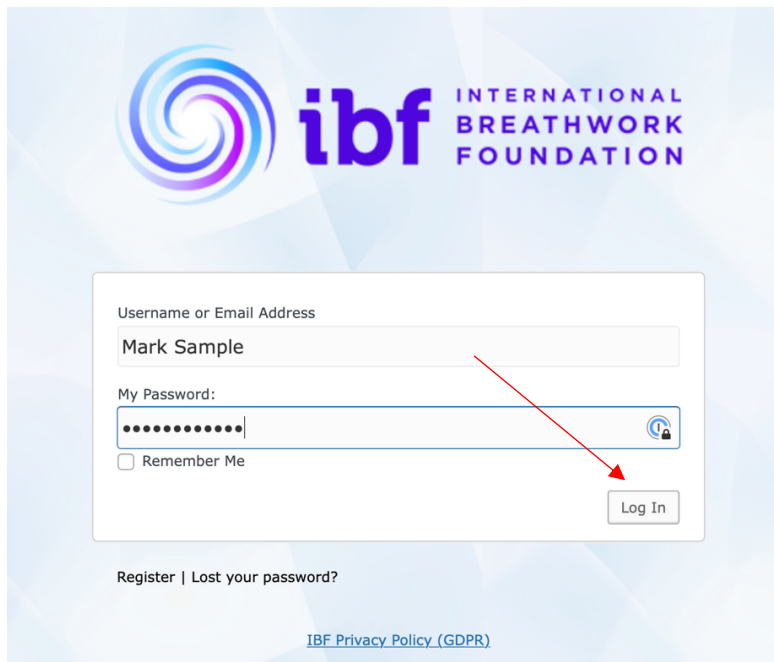 ibf
INTERNATIONAL
BREATHWORK
FOUNDATION
Username or Email Address
Mark Sample
My Password:
••••••••••••
Remember Me
Log In
Register | Lost your password?
IBF Privacy Policy (GDPR)